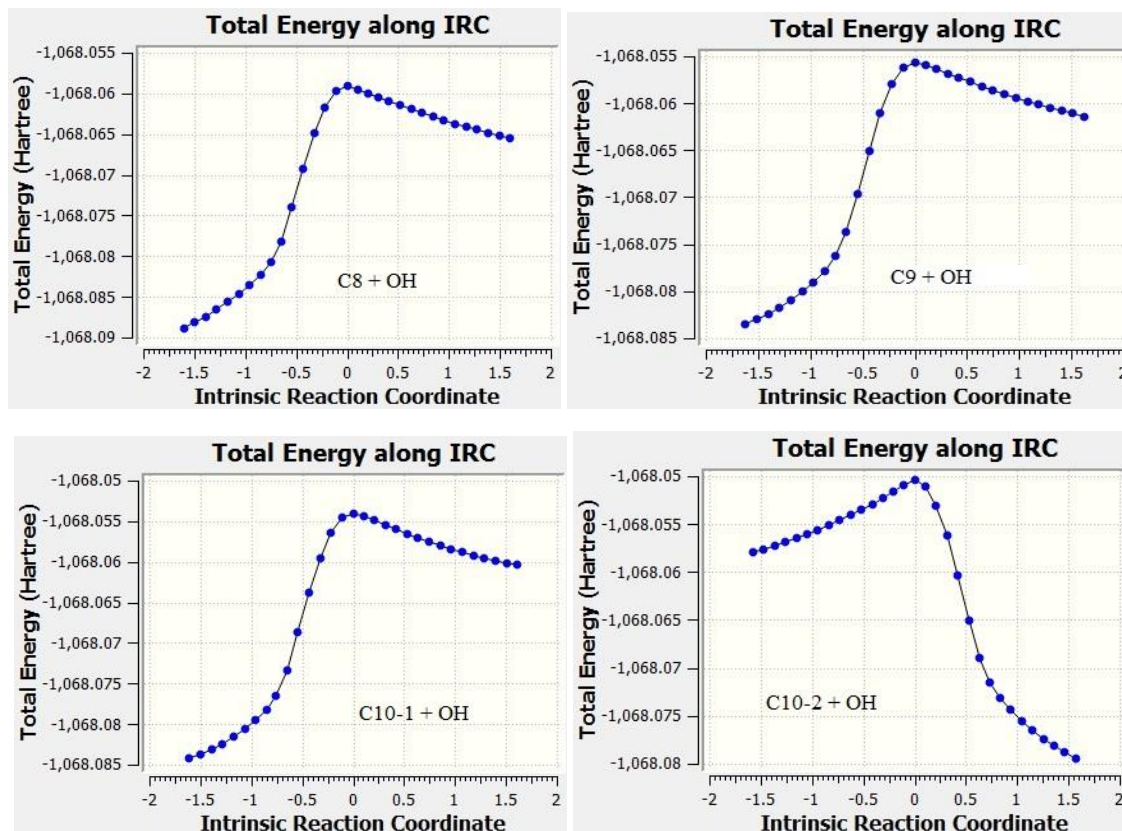 Total Energy along IRC
Total Energy (Hartree)
-1,068.055
-1,068.06
-1,068.065
-1,068.07
-1,068.075
-1,068.08
-1,068.085
-1,068.09
C8 + OH
-2 -1.5 -1 -0.5 0 0.5 1 1.5 2
Intrinsic Reaction Coordinate
Total Energy along IRC
Total Energy (Hartree)
-1,068.055
-1,068.06
-1,068.065
-1,068.07
-1,068.075
-1,068.08
-1,068.085
C9 + OH
-2 -1.5 -1 -0.5 0 0.5 1 1.5 2
Intrinsic Reaction Coordinate
Total Energy along IRC
Total Energy (Hartree)
-1,068.05
-1,068.055
-1,068.06
-1,068.065
-1,068.07
-1,068.075
-1,068.08
-1,068.085
C10-1 + OH
-2 -1.5 -1 -0.5 0 0.5 1 1.5 2
Intrinsic Reaction Coordinate
Total Energy along IRC
Total Energy (Hartree)
-1,068.05
-1,068.055
-1,068.06
-1,068.065
-1,068.07
-1,068.075
-1,068.08
C10-2 + OH
-2 -1.5 -1 -0.5 0 0.5 1 1.5 2
Intrinsic Reaction Coordinate